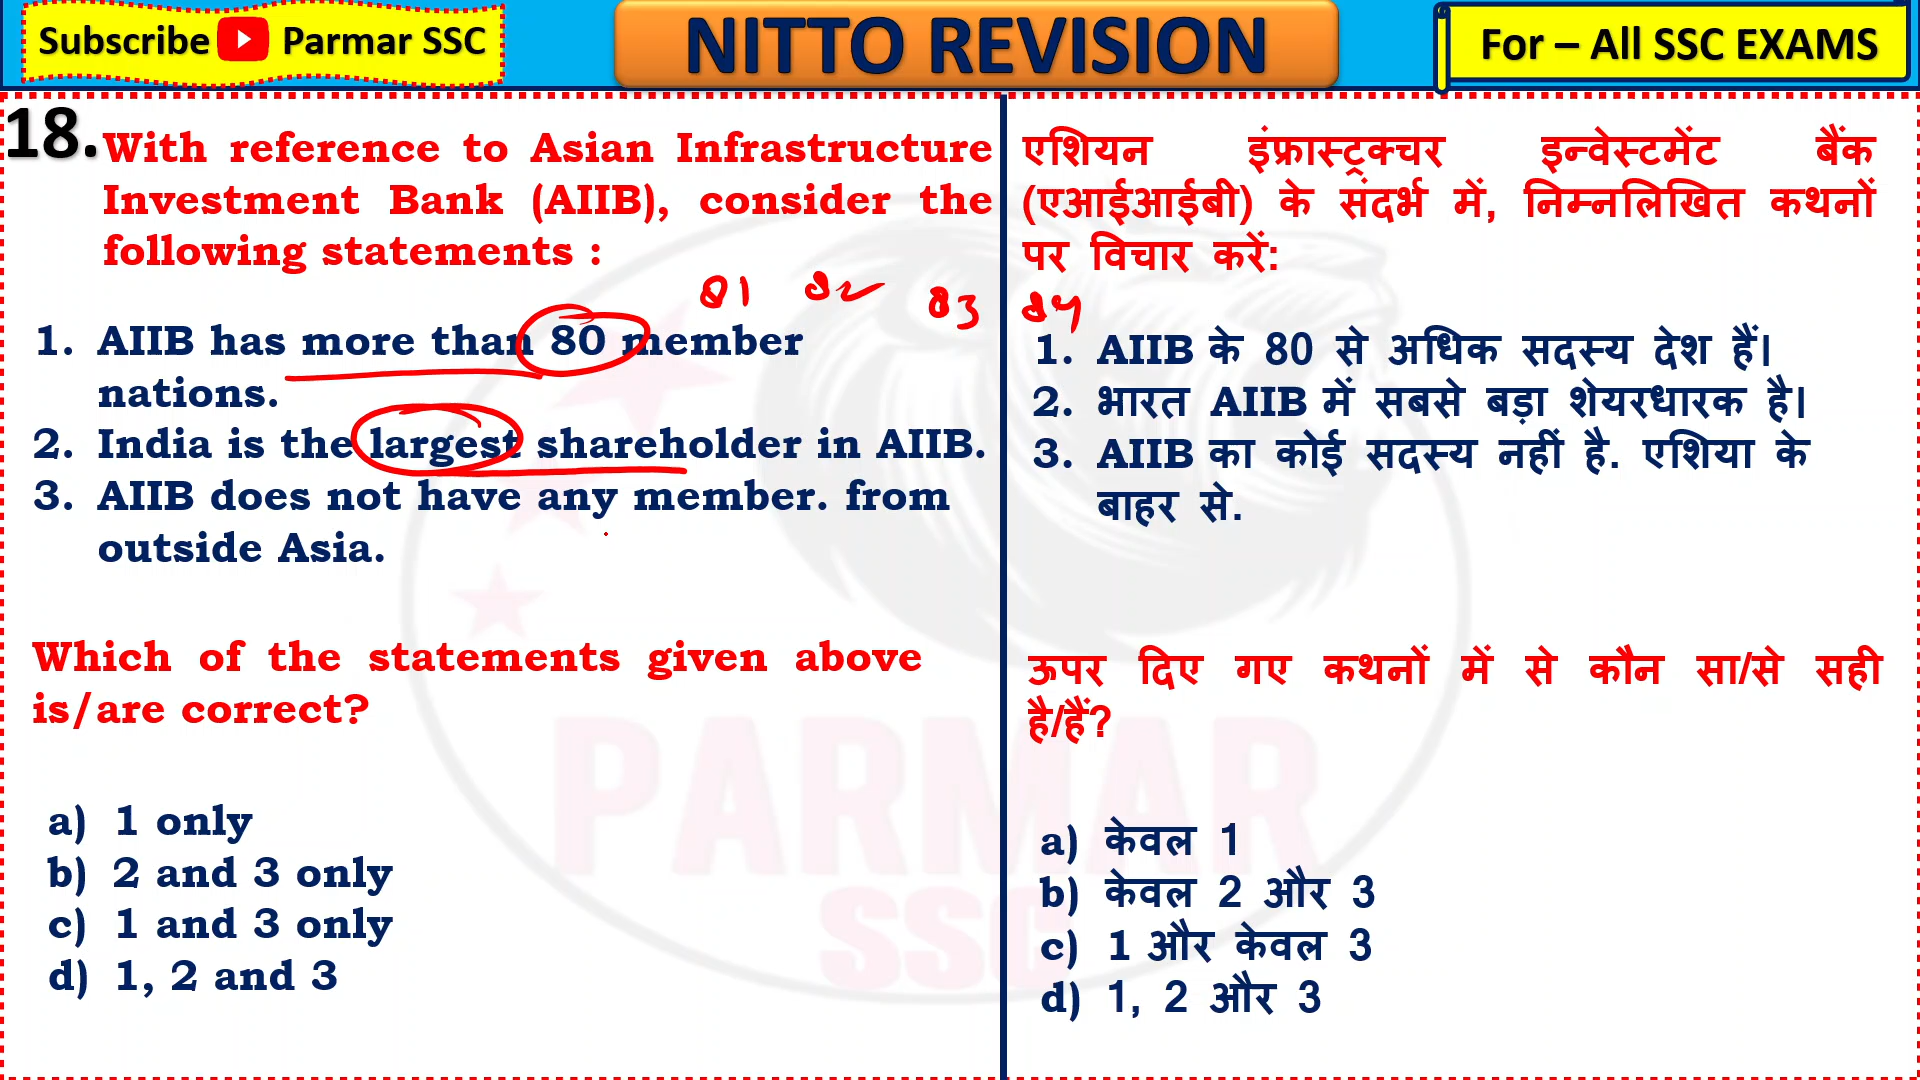 Subscribe Parmar SSC
NITTO REVISION
For – All SSC EXAMS
18. With reference to Asian Infrastructure
Investment Bank (AIIB), consider the
following statements :
1. AIIB has more than 80 member
nations.
2. India is the largest shareholder in AIIB.
3. AIIB does not have any member. from
outside Asia.
Which of the statements given above
is/are correct?
a) 1 only
b) 2 and 3 only
c) 1 and 3 only
d) 1, 2 and 3
एशियन इंफ्रास्ट्रक्चर इन्वेस्टमेंट बैंक
(एआईआईबी) के संदर्भ में, निम्नलिखित कथनों
पर विचार करें:
81 82 83 84
1. AIIB के 80 से अधिक सदस्य देश हैं।
2. भारत AIIB में सबसे बड़ा शेयरधारक है।
3. AIIB का कोई सदस्य नहीं है. एशिया के
बाहर से.
ऊपर दिए गए कथनों में से कौन सा/से सही
है/हैं?
a) केवल 1
b) केवल 2 और 3
c) 1 और केवल 3
d) 1, 2 और 3
PARMAR
SSC